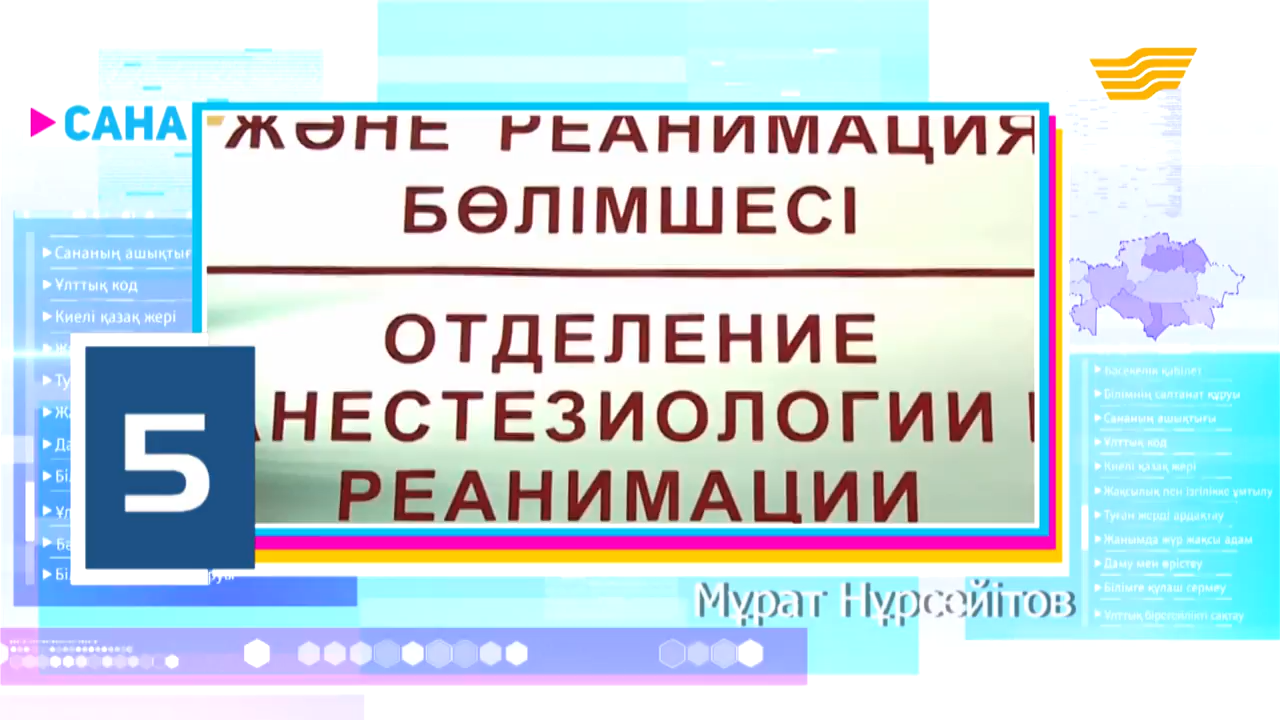 САНА
ЖӘНЕ РЕАНИМАЦИЯ
БӨЛІМШЕСІ
ОТДЕЛЕНИЕ
АНЕСТЕЗИОЛОГИИ
РЕАНИМАЦИИ
5
Мұрат Нұрсейітов
Сананың
Ұлттық код
Киелі қазақ жері
Бәсекелік қабілет
Білімнің салтанат құруы
Сананың ашықтығы
Ұлттық код
Киелі қазақ жері
Жақсылық пен ізгілікке ұмтылу
Туған жерді ардақтау
Жанымда жүр жақсы адам
Даму мен өрістеу
Білімге құлаш сермеу
Ұлттық бірегейлікті сақтау